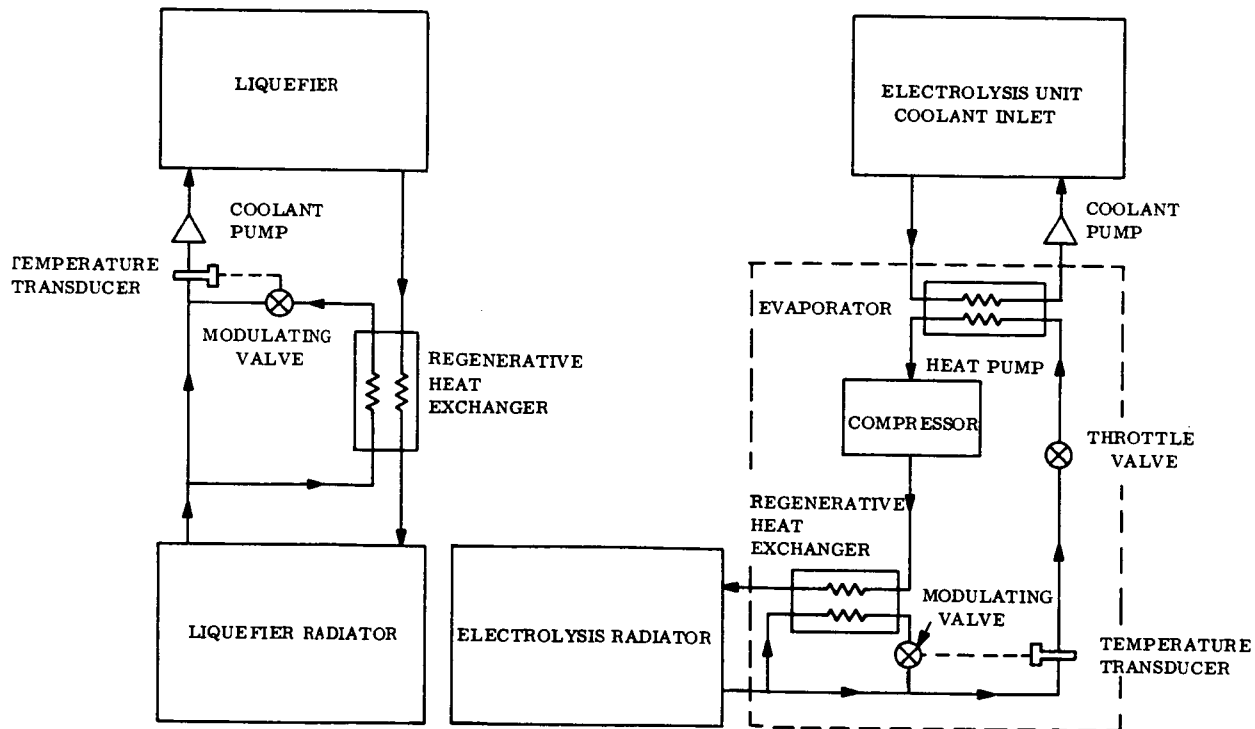 LIQUEFIER
COOLANT
PUMP
TEMPERATURE
TRANSDUCER
MODULATING
VALVE
REGENERATIVE
HEAT
EXCHANGER
LIQUEFIER RADIATOR
ELECTROLYSIS UNIT
COOLANT INLET
COOLANT
PUMP
EVAPORATOR
HEAT PUMP
COMPRESSOR
THROTTLE
VALVE
REGENERATIVE
HEAT
EXCHANGER
MODULATING
VALVE
ELECTROLYSIS RADIATOR
TEMPERATURE
TRANSDUCER